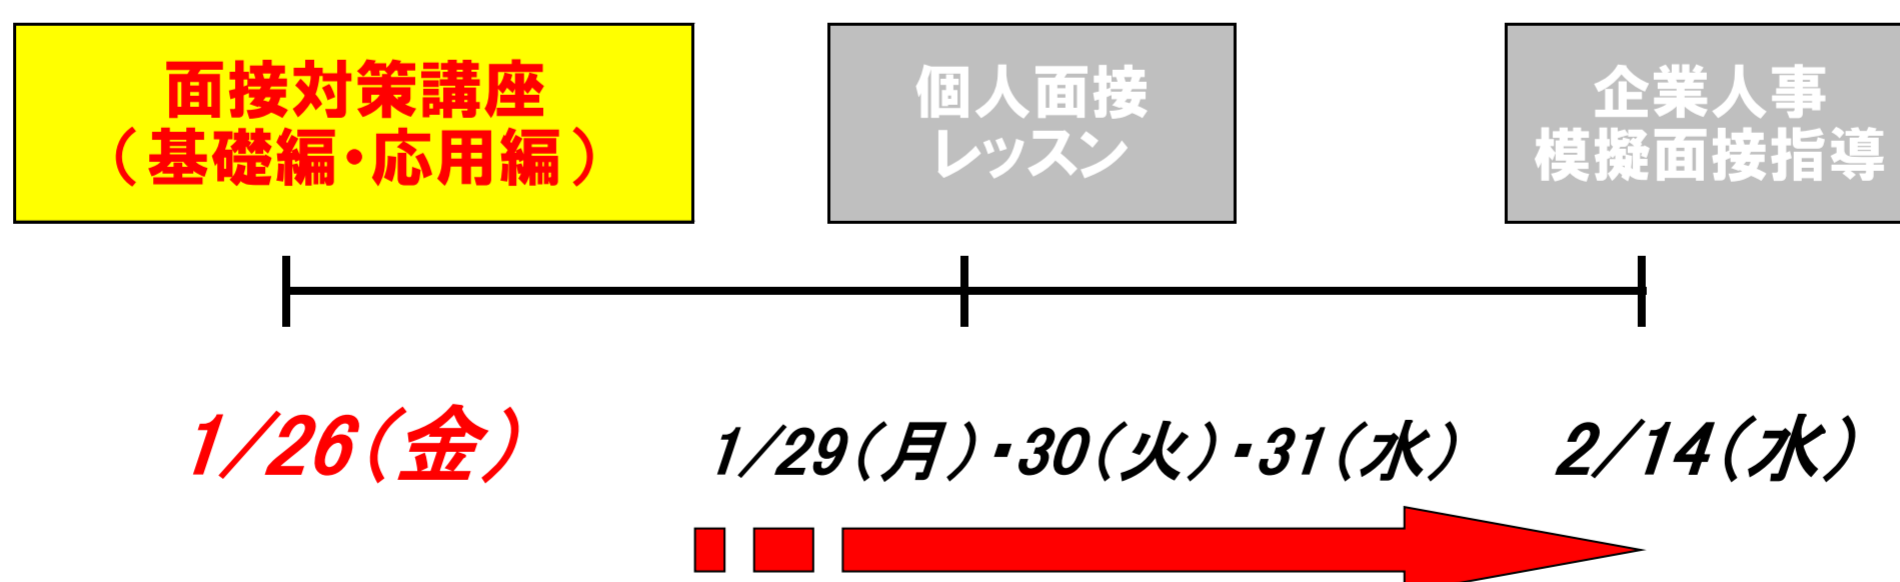 面接対策講座
（基礎編・応用編）
個人面接
レッスン
企業人事
模擬面接指導
1/26（金）
1/29（月）・30（火）・31（水）
2/14（水）